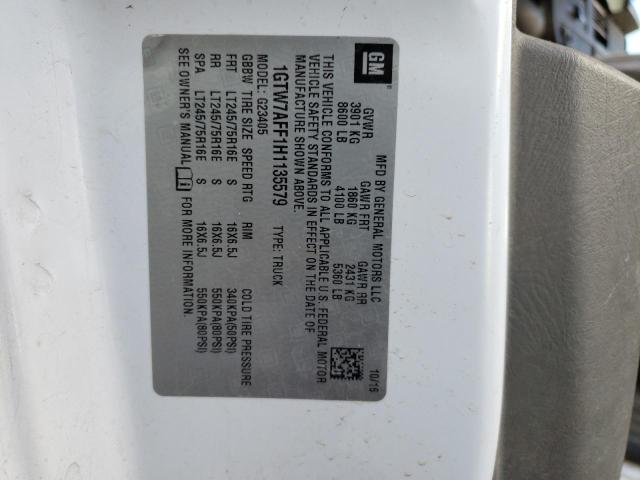 GM
MFD BY GENERAL MOTORS LLC 10/16
GVWR GAWR FRT GAWR RR
3901 KG 1860 KG 2431 KG
8600 LB 4100 LB 5360 LB
THIS VEHICLE CONFORMS TO ALL APPLICABLE U.S. FEDERAL MOTOR
VEHICLE SAFETY STANDARDS IN EFFECT ON THE DATE OF
MANUFACTURE SHOWN ABOVE.
1GTW7AFF1H1135579 TYPE: TRUCK
MODEL: G23405
GBBW TIRE SIZE SPEED RTG RIM COLD TIRE PRESSURE
FRT LT245/75R16E S 16X6.5J 340KPA(50PSI)
RR LT245/75R16E S 16X6.5J 550KPA(80PSI)
SPA LT245/75R16E S 16X6.5J 550KPA(80PSI)
SEE OWNER'S MANUAL FOR MORE INFORMATION.